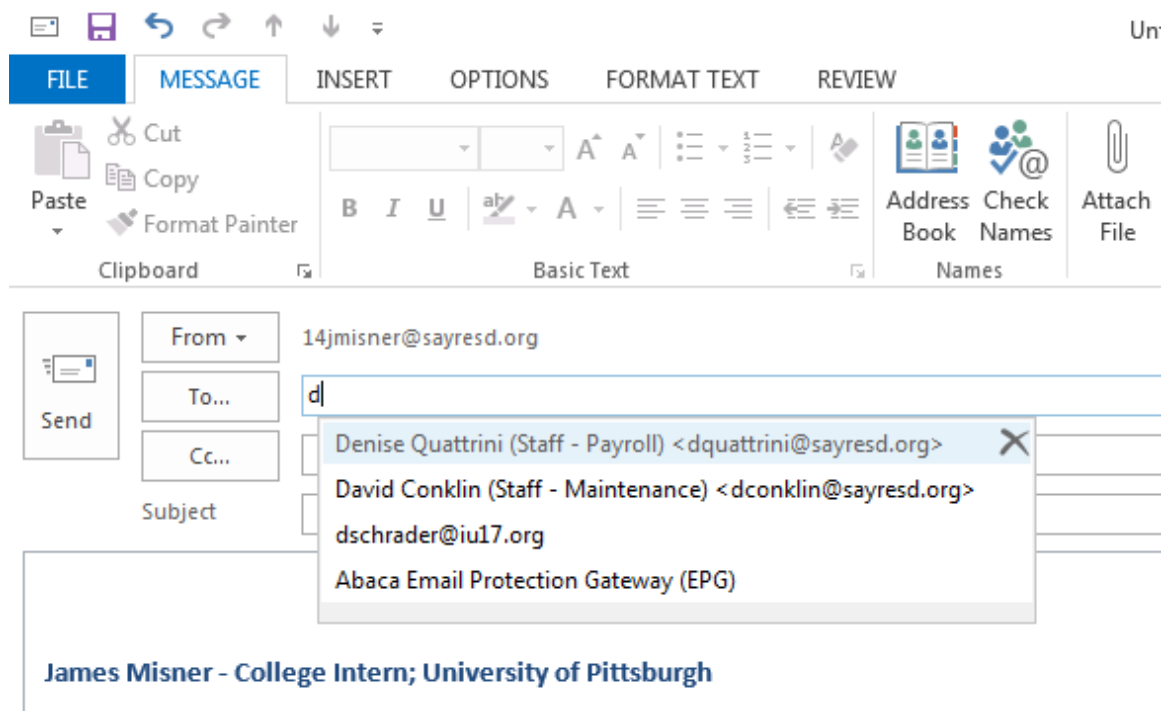 Un
FILE MESSAGE INSERT OPTIONS FORMAT TEXT REVIEW
Cut
Copy
Format Painter
Paste
Clipboard
A A
B I U ab A
Basic Text
Address Book
Check Names
Names
Attach File
Send
From 14jmisner@sayresd.org
To... d
Cc...
Subject
Denise Quattrini (Staff - Payroll) <dquattrini@sayresd.org>
David Conklin (Staff - Maintenance) <dconklin@sayresd.org>
dschrader@iu17.org
Abaca Email Protection Gateway (EPG)
James Misner - College Intern; University of Pittsburgh